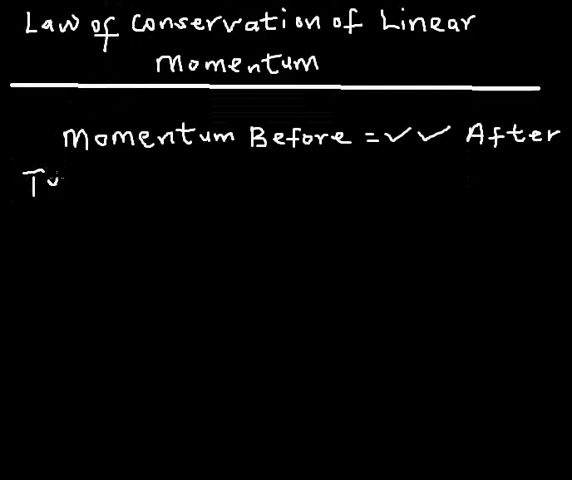 Law of conservation of Linear
Momentum
Momentum Before = ✓ ✓ After